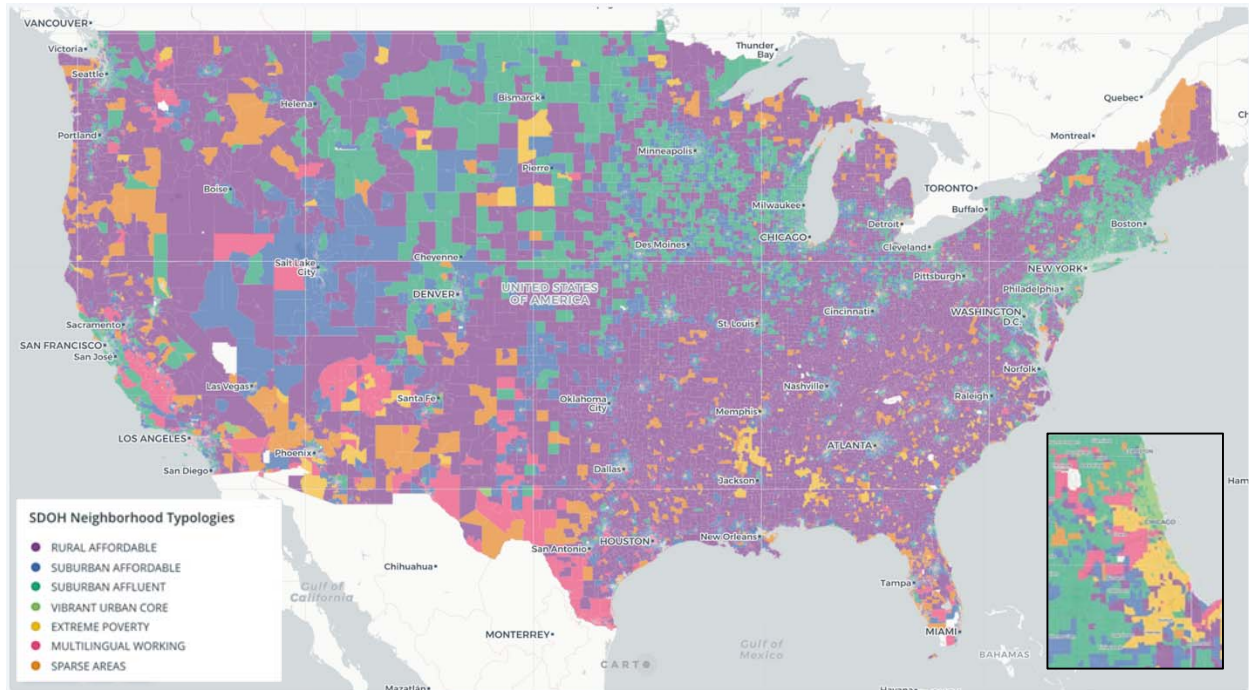 VANCOUVER
Victoria
Seattle
Thunder
Bay
Quebec
Helena
Bismarck
Montreal
Portland
Minneapolis
Pierre
Boise
TORONTO
Milwaukee
Buffalo
Detroit
Boston
CHICAGO
Cleveland
Des Moines
Salt Lake
City
Cheyenne
NEW YORK
Pittsburgh
UNITED STATES
OF AMERICA
DENVER
Philadelphia
Cincinnati
WASHINGTON
D.C.
Sacramento
St. Louis
SAN FRANCISCO
San Jose
Norfolk
Las Vegas
Santa Fe
Nashville
Oklahoma
City
Raleigh
Memphis
LOS ANGELES
ATLANTA
Phoenix
San Diego
Dallas
Jackson
Ham
HOUSTON
New Orleans
San Antonio
Chihuahua
Gulf of
California
Tampa
MIAMI
MONTERREY
Gulf of
Mexico
BAHAMAS
CARTO
Mazatlán
Havana
SDOH Neighborhood Typologies
RURAL AFFORDABLE
SUBURBAN AFFORDABLE
SUBURBAN AFFLUENT
VIBRANT URBAN CORE
EXTREME POVERTY
MULTILINGUAL WORKING
SPARSE AREAS
CHICAGO